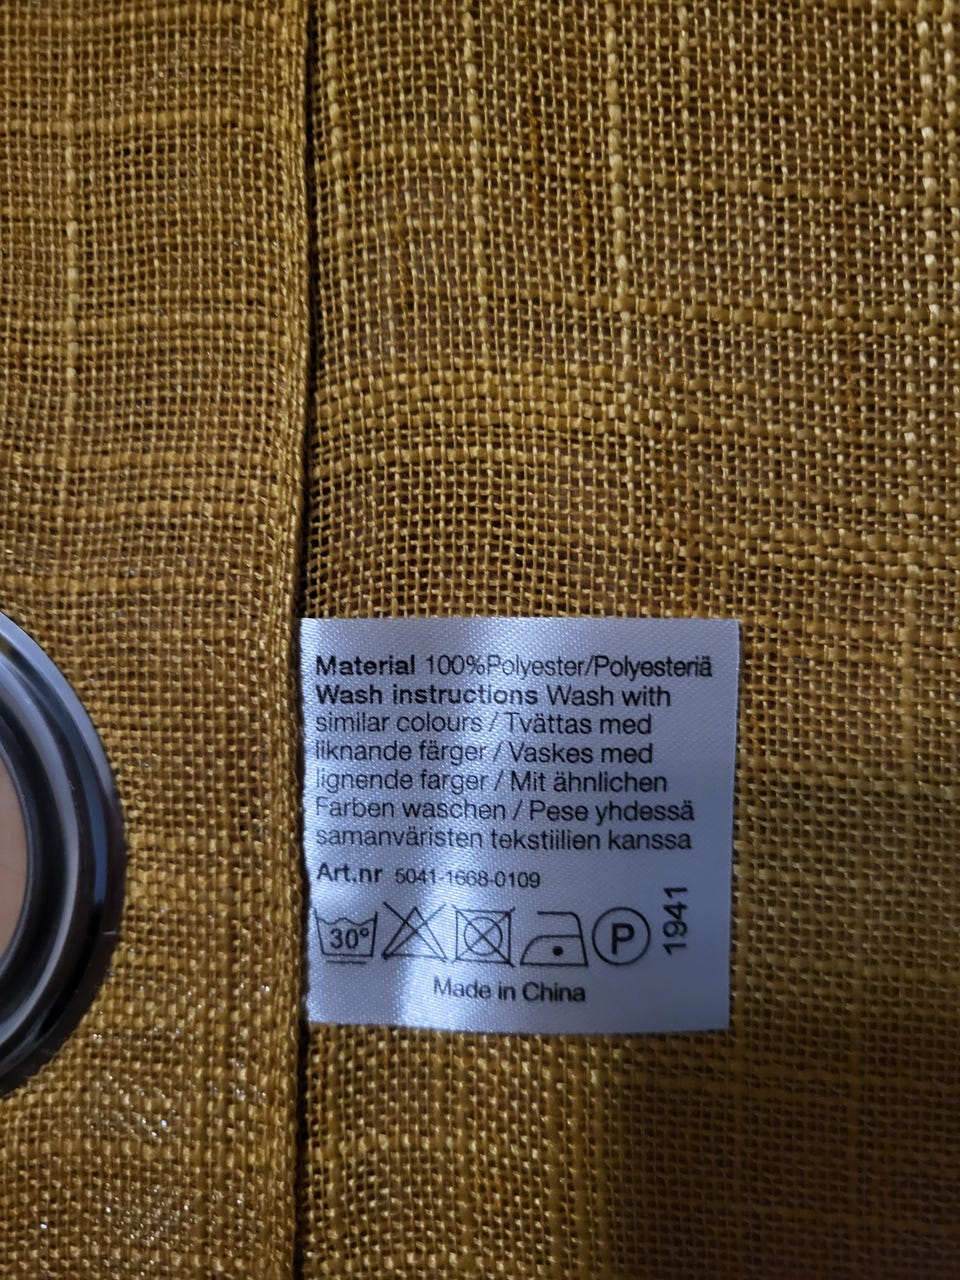 Material 100%Polyester/Polyesteriä
Wash instructions Wash with
similar colours / Tvättas med
liknande färger / Vaskes med
lignende farger / Mit ähnlichen
Farben waschen / Pese yhdessä
samanväristen tekstiilien kanssa
Art.nr 5041-1668-0109
30° P
1941
Made in China